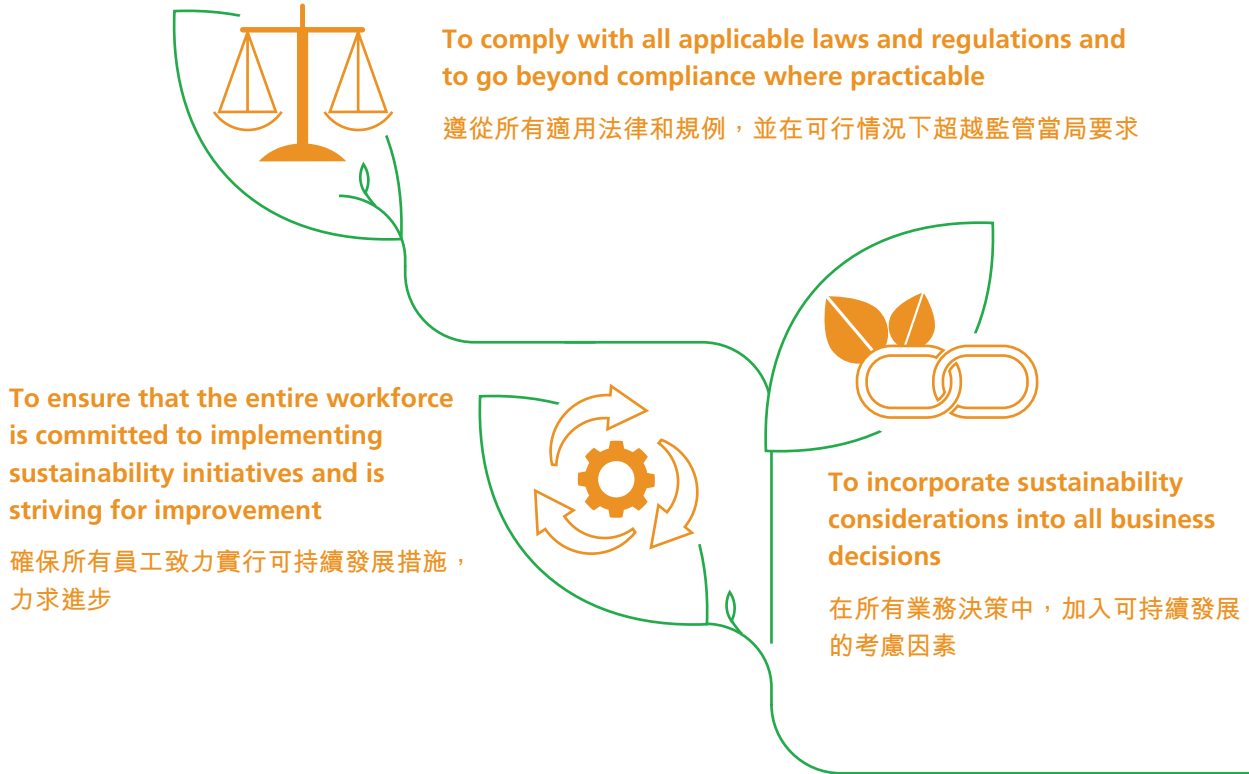 To comply with all applicable laws and regulations and
to go beyond compliance where practicable
遵從所有適用法律和規例，並在可行情況下超越監管當局要求
To ensure that the entire workforce
is committed to implementing
sustainability initiatives and is
striving for improvement
確保所有員工致力實行可持續發展措施，
力求進步
To incorporate sustainability
considerations into all business
decisions
在所有業務決策中，加入可持續發展
的考慮因素